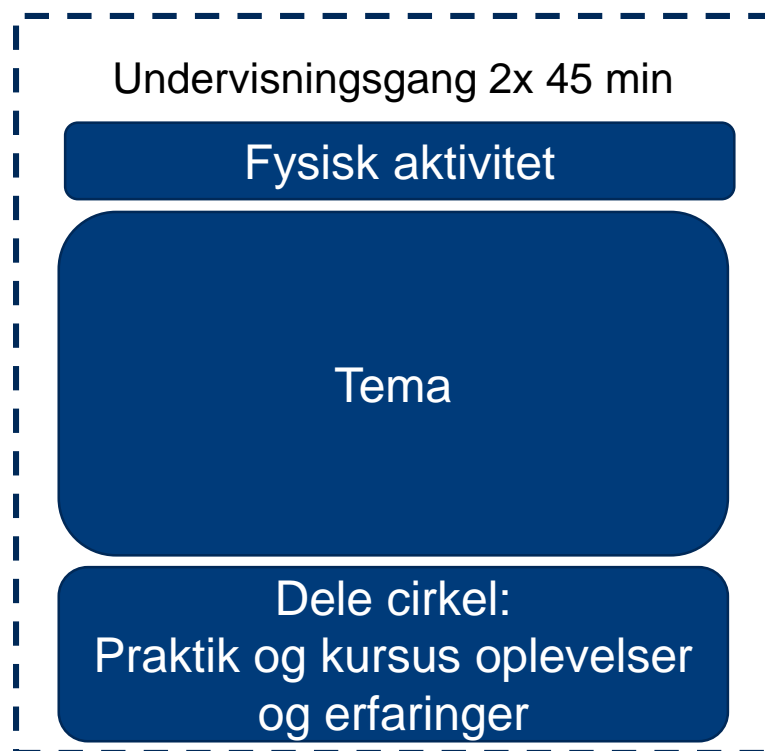 Undervisningsgang 2x 45 min
Fysisk aktivitet
Tema
Dele cirkel:
Praktik og kursus oplevelser
og erfaringer